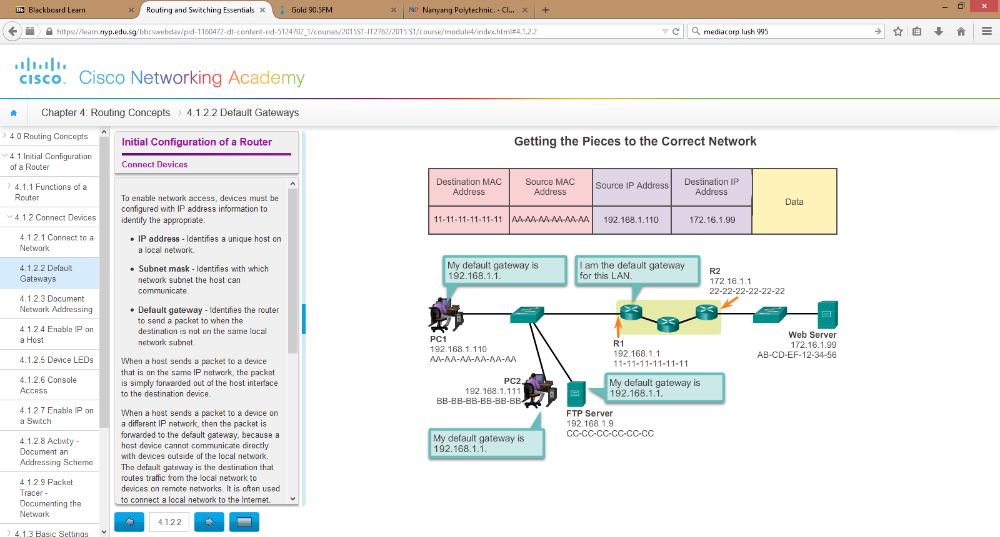 Blackboard Learn
Routing and Switching Essentials
Gold 90.5FM
Nanyang Polytechnic. - Cl...
https://learn.nyp.edu.sg/bbcswebdav/pid-1160472-dt-content-rid-5124702_1/courses/2015S1-IT2762/2015 S1/course/module4/index.html#4.1.2.2
mediacorp lush 995
CISCO. Cisco Networking Academy
Chapter 4: Routing Concepts
4.1.2.2 Default Gateways
4.0 Routing Concepts
4.1 Initial Configuration
of a Router
4.1.1 Functions of a
Router
4.1.2 Connect Devices
4.1.2.1 Connect to a
Network
4.1.2.2 Default
Gateways
4.1.2.3 Document
Network Addressing
4.1.2.4 Enable IP on
a Host
4.1.2.5 Device LEDs
4.1.2.6 Console
Access
4.1.2.7 Enable IP on
a Switch
4.1.2.8 Activity -
Document an
Addressing Scheme
4.1.2.9 Packet
Tracer -
Documenting the
Network
4.1.3 Basic Settings
Initial Configuration of a Router
Connect Devices
To enable network access, devices must be
configured with IP address information to
identify the appropriate:
• IP address - Identifies a unique host on
a local network.
• Subnet mask - Identifies with which
network subnet the host can
communicate.
• Default gateway - Identifies the router
to send a packet to when the
destination is not on the same local
network subnet.
When a host sends a packet to a device
that is on the same IP network, the packet
is simply forwarded out of the host interface
to the destination device.
When a host sends a packet to a device on
a different IP network, then the packet is
forwarded to the default gateway, because a
host device cannot communicate directly
with devices outside of the local network.
The default gateway is the destination that
routes traffic from the local network to
devices on remote networks. It is often used
to connect a local network to the Internet.
4.1.2.2
Getting the Pieces to the Correct Network
Destination MAC
Address
Source MAC
Address
Source IP Address
Destination IP
Address
Data
11-11-11-11-11-11
AA-AA-AA-AA-AA-AA
192.168.1.110
172.16.1.99
My default gateway is
192.168.1.1.
I am the default gateway
for this LAN.
R2
172.16.1.1
22-22-22-22-22-22
PC1
192.168.1.110
AA-AA-AA-AA-AA-AA
R1
192.168.1.1
11-11-11-11-11-11
Web Server
172.16.1.99
AB-CD-EF-12-34-56
PC2
192.168.1.111
BB-BB-BB-BB-BB-BB
My default gateway is
192.168.1.1.
FTP Server
192.168.1.9
CC-CC-CC-CC-CC-CC
My default gateway is
192.168.1.1.